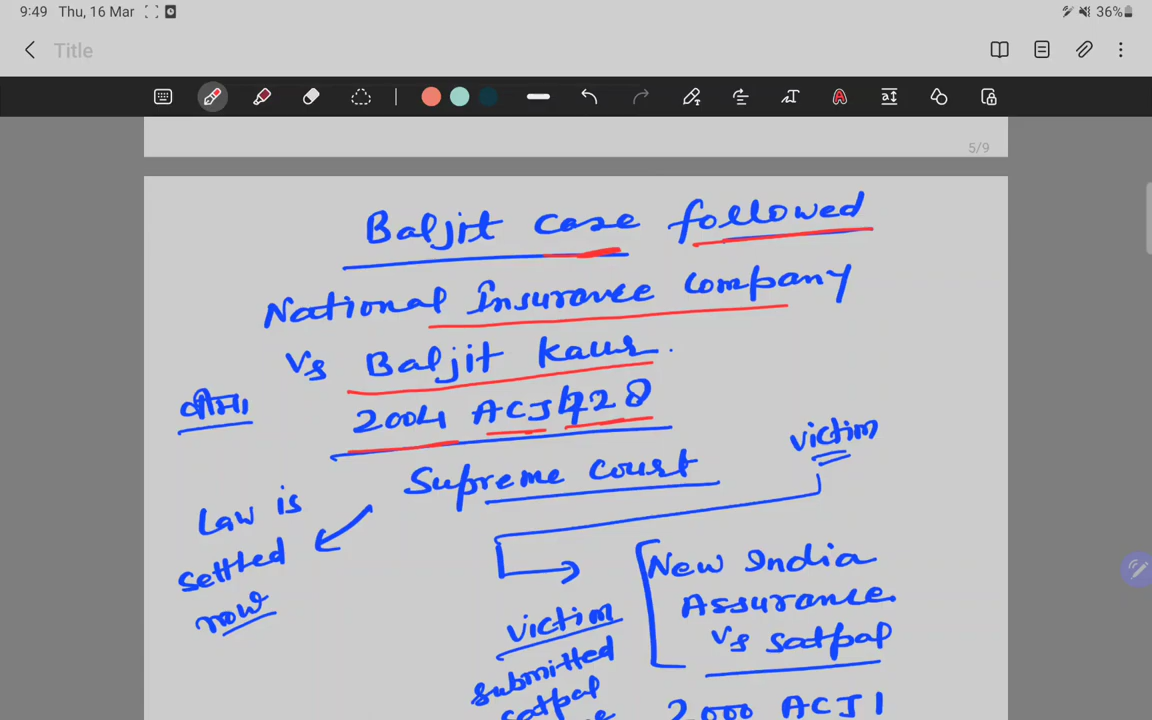 9:49 Thu, 16 Mar
36%
Title
5/9
Baljit case followed
National Insurance company
Vs Baljit Kaur.
बीमा
2004 ACJ 428
victim
Supreme Court
Law is
settled
now
New India
Assurance
Vs satpal
victim
submitted
satpal
2000 ACJ 1